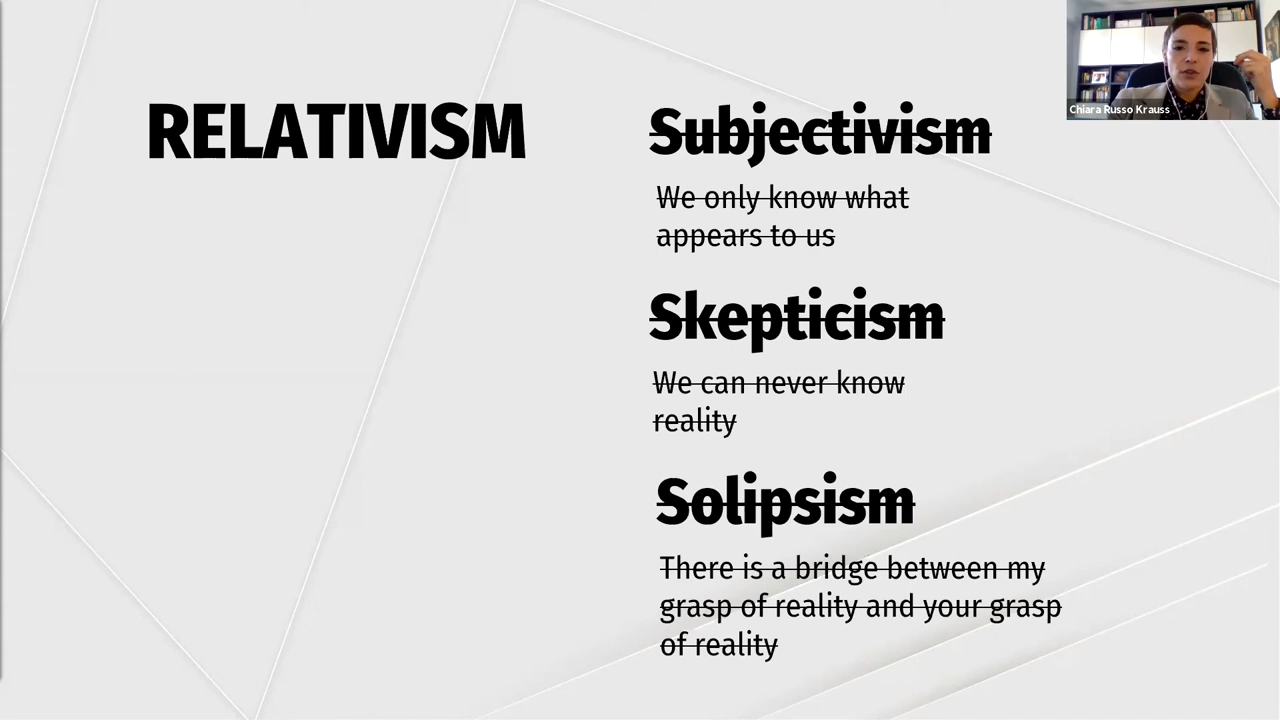 RELATIVISM
Subjectivism
We only know what
appears to us
Skepticism
We can never know
reality
Solipsism
There is a bridge between my
grasp of reality and your grasp
of reality
Chiara Russo Krauss